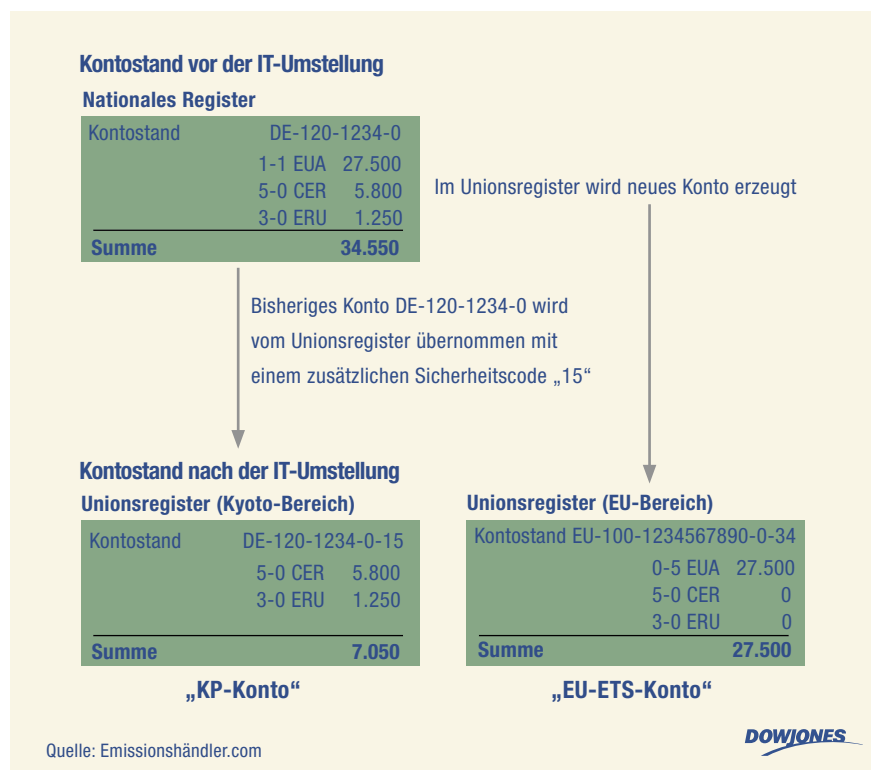 Kontostand vor der IT-Umstellung
Nationales Register
Kontostand DE-120-1234-0
1-1 EUA 27.500
5-0 CER 5.800
3-0 ERU 1.250
Summe 34.550
Im Unionsregister wird neues Konto erzeugt
Bisheriges Konto DE-120-1234-0 wird
vom Unionsregister übernommen mit
einem zusätzlichen Sicherheitscode „15“
Kontostand nach der IT-Umstellung
Unionsregister (Kyoto-Bereich)
Kontostand DE-120-1234-0-15
5-0 CER 5.800
3-0 ERU 1.250
Summe 7.050
„KP-Konto“
Unionsregister (EU-Bereich)
Kontostand EU-100-1234567890-0-34
0-5 EUA 27.500
5-0 CER 0
3-0 ERU 0
Summe 27.500
„EU-ETS-Konto“
Quelle: Emissionshändler.com
DOWJONES